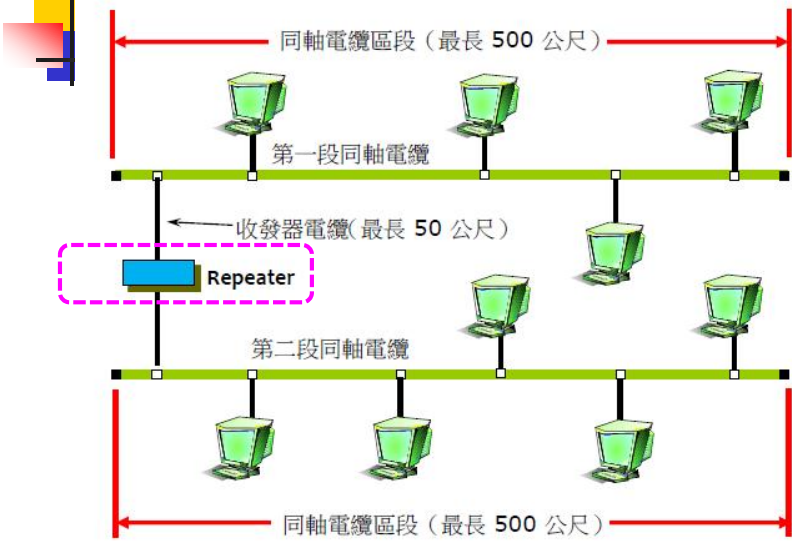 同軸電纜區段（最長 500 公尺）
第一段同軸電纜
收發器電纜(最長 50 公尺）
Repeater
第二段同軸電纜
同軸電纜區段（最長 500 公尺）